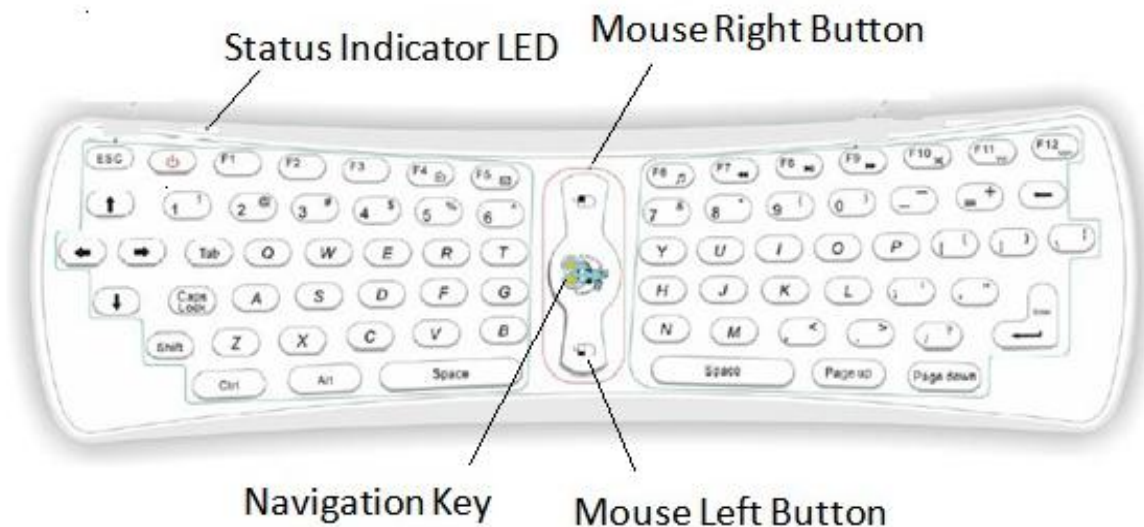 Mouse Right Button
Status Indicator LED
ESC F1 F2 F3 F4 F5 F6 F7 F8 F9 F10 F11 F12
1 ! 2 @ 3 # 4 $ 5 % 6 ^ 7 & 8 * 9 ( 0 ) - _ = +
Tab Q W E R T Y U I O P [ { ] } \
Caps Lock A S D F G H J K L ; ' , "
Enter
Shift Z X C V B N M , < . > / ?
Ctrl Art Space Space Page up Page down
Navigation Key
Mouse Left Button